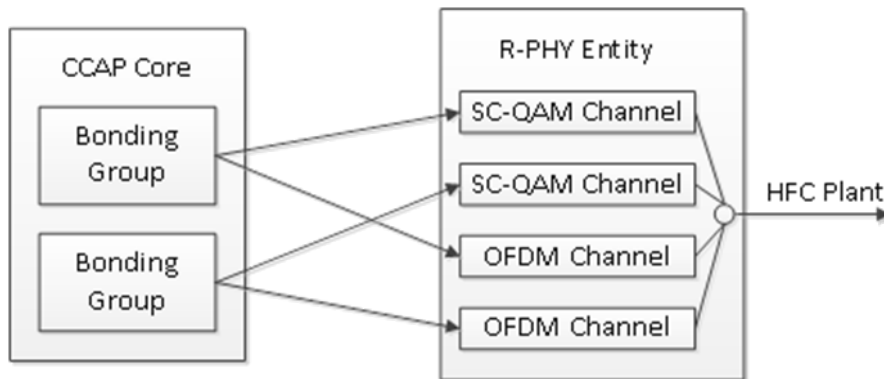 CCAP Core
Bonding
Group
Bonding
Group
R-PHY Entity
SC-QAM Channel
SC-QAM Channel
OFDM Channel
OFDM Channel
HFC Plant